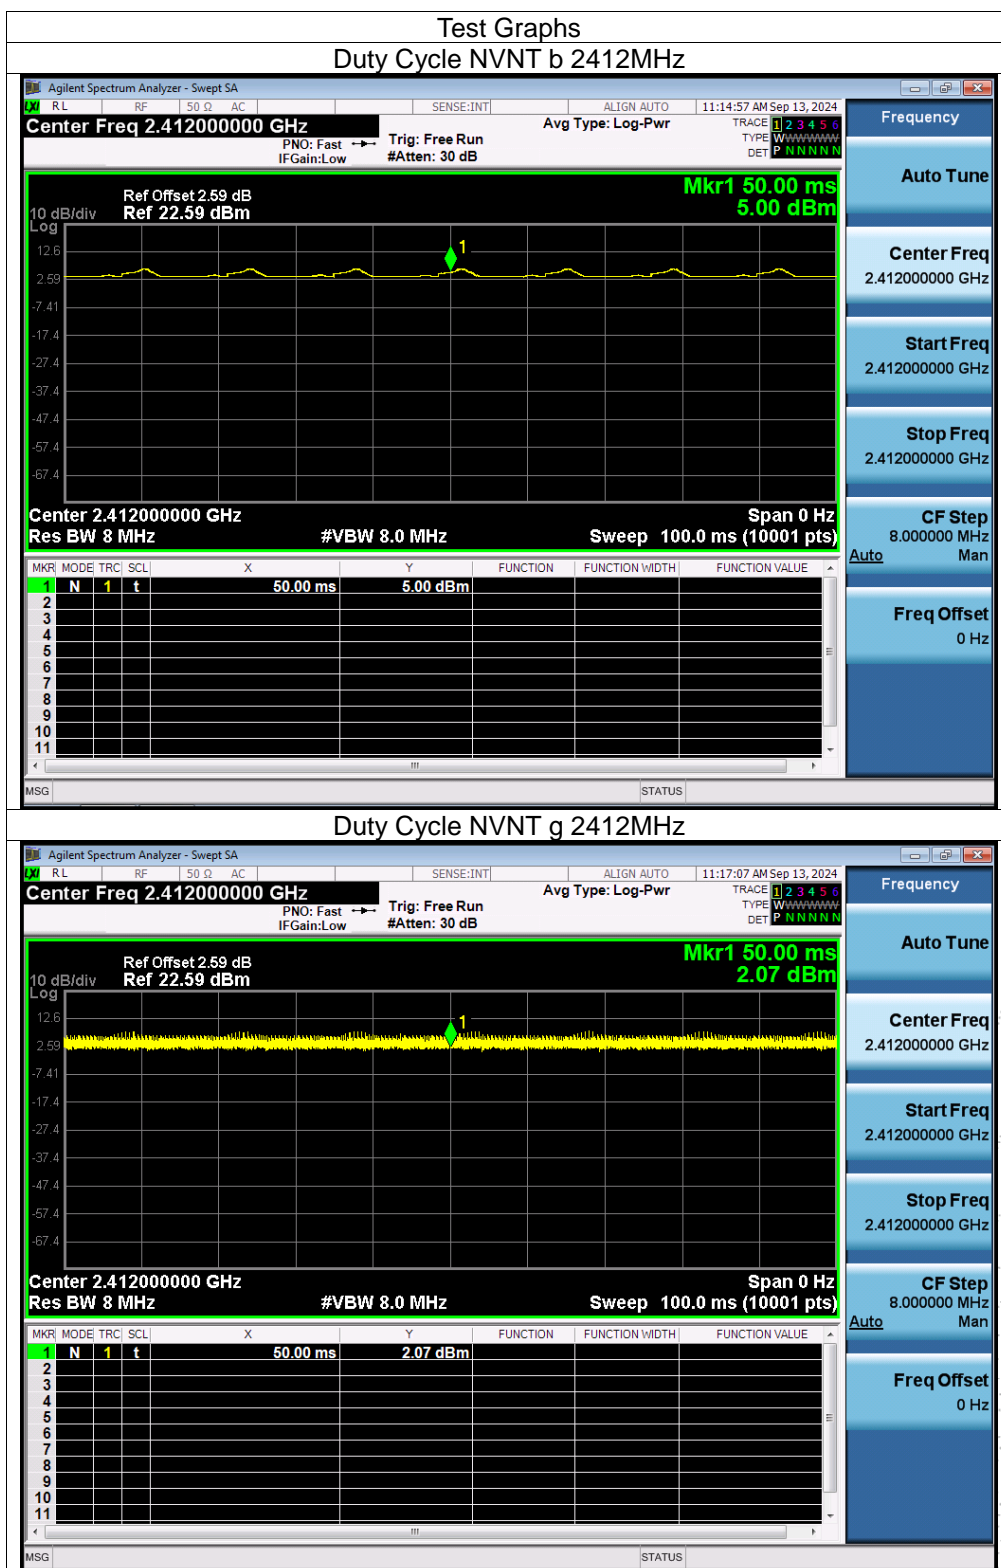 Test Graphs
Duty Cycle NVNT b 2412MHz
Agilent Spectrum Analyzer - Swept SA
LXI RL RF 50 Ω AC SENSE:INT ALIGN AUTO 11:14:57 AM Sep 13, 2024
Center Freq 2.412000000 GHz Avg Type: Log-Pwr TRACE 1 2 3 4 5 6 Frequency
PNO: Fast Trig: Free Run TYPE WWWWWW
IFGain:Low #Atten: 30 dB DET P N N N N N
Auto Tune
Mkr1 50.00 ms
Ref Offset 2.59 dB
10 dB/div Ref 22.59 dBm 5.00 dBm
Log
1
12.6
Center Freq
2.412000000 GHz
2.59
-7.41
-17.4
Start Freq
2.412000000 GHz
-27.4
-37.4
-47.4
Stop Freq
2.412000000 GHz
-57.4
-67.4
Center 2.412000000 GHz Span 0 Hz
Res BW 8 MHz #VBW 8.0 MHz Sweep 100.0 ms (10001 pts)
CF Step
8.000000 MHz
Auto Man
MKR MODE TRC SCL X Y FUNCTION FUNCTION WIDTH FUNCTION VALUE
1 N 1 t 50.00 ms 5.00 dBm
2
3
4
5
6
7
8
9
10
11
Freq Offset
0 Hz
MSG STATUS
Duty Cycle NVNT g 2412MHz
Agilent Spectrum Analyzer - Swept SA
LXI RL RF 50 Ω AC SENSE:INT ALIGN AUTO 11:17:07 AM Sep 13, 2024
Center Freq 2.412000000 GHz Avg Type: Log-Pwr TRACE 1 2 3 4 5 6 Frequency
PNO: Fast Trig: Free Run TYPE WWWWWW
IFGain:Low #Atten: 30 dB DET P N N N N N
Auto Tune
Mkr1 50.00 ms
Ref Offset 2.59 dB
10 dB/div Ref 22.59 dBm 2.07 dBm
Log
1
12.6
Center Freq
2.412000000 GHz
2.59
-7.41
-17.4
Start Freq
2.412000000 GHz
-27.4
-37.4
-47.4
Stop Freq
2.412000000 GHz
-57.4
-67.4
Center 2.412000000 GHz Span 0 Hz
Res BW 8 MHz #VBW 8.0 MHz Sweep 100.0 ms (10001 pts)
CF Step
8.000000 MHz
Auto Man
MKR MODE TRC SCL X Y FUNCTION FUNCTION WIDTH FUNCTION VALUE
1 N 1 t 50.00 ms 2.07 dBm
2
3
4
5
6
7
8
9
10
11
Freq Offset
0 Hz
MSG STATUS